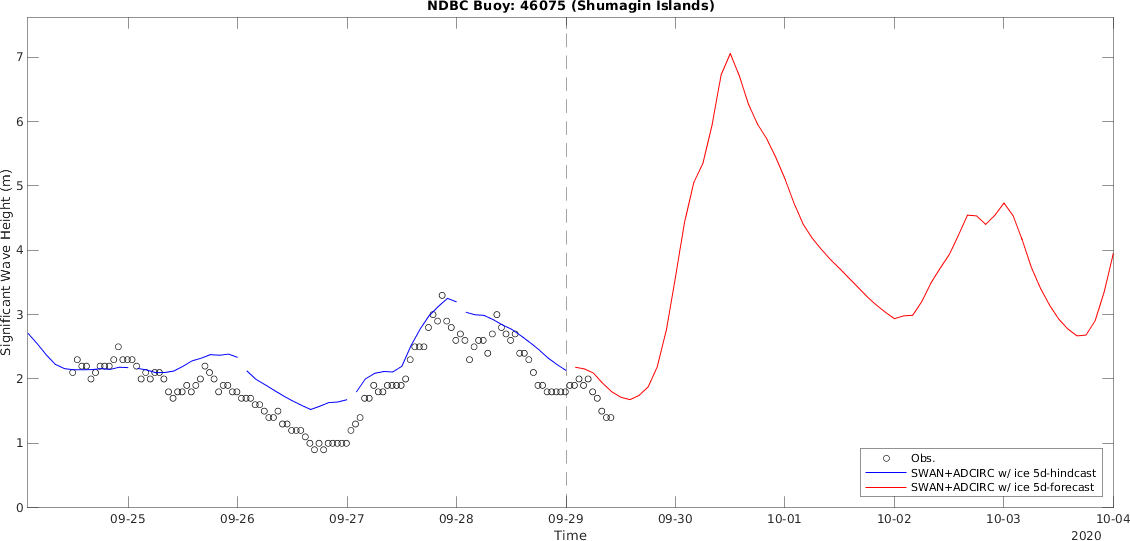 NDBC Buoy: 46075 (Shumagin Islands)
Significant Wave Height (m)
7
6
5
4
3
2
1
0
Obs.
SWAN+ADCIRC w/ ice 5d-hindcast
SWAN+ADCIRC w/ ice 5d-forecast
09-25 09-26 09-27 09-28 09-29 09-30 10-01 10-02 10-03 10-04
Time
2020